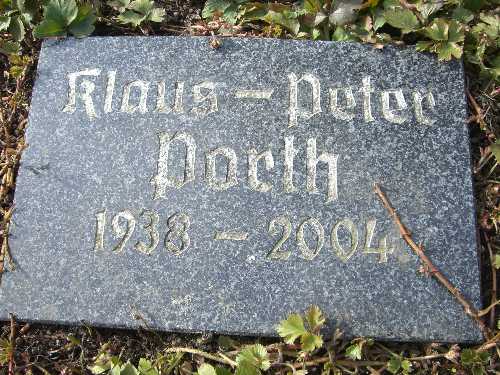 Klaus - Peter
Porth
1938 - 2004